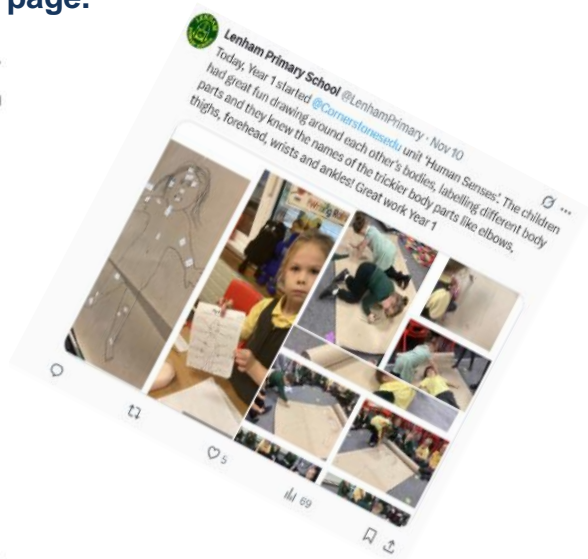 page.
Lenham Primary School @LenhamPrimary · Nov 10
Today, Year 1 started @Cornerstonesedu unit 'Human Senses'. The children
had great fun drawing around each other's bodies, labelling different body
parts and they knew the names of the trickier body parts like elbows,
thighs, forehead, wrists and ankles! Great work Year 1
5
69